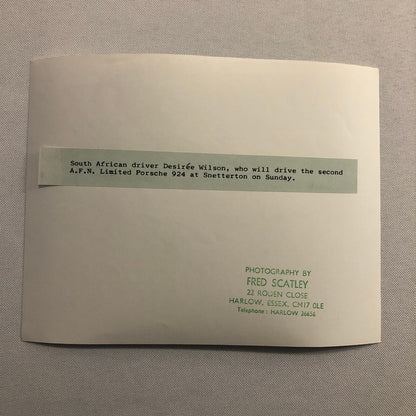 South African driver Desirée Wilson, who will drive the second
A.F.N. Limited Porsche 924 at Snetterton on Sunday.
PHOTOGRAPHY BY
FRED SCATLEY
22 RODEN CLOSE
HARLOW, ESSEX, CM17 0LE
Telephone: HARLOW 26656